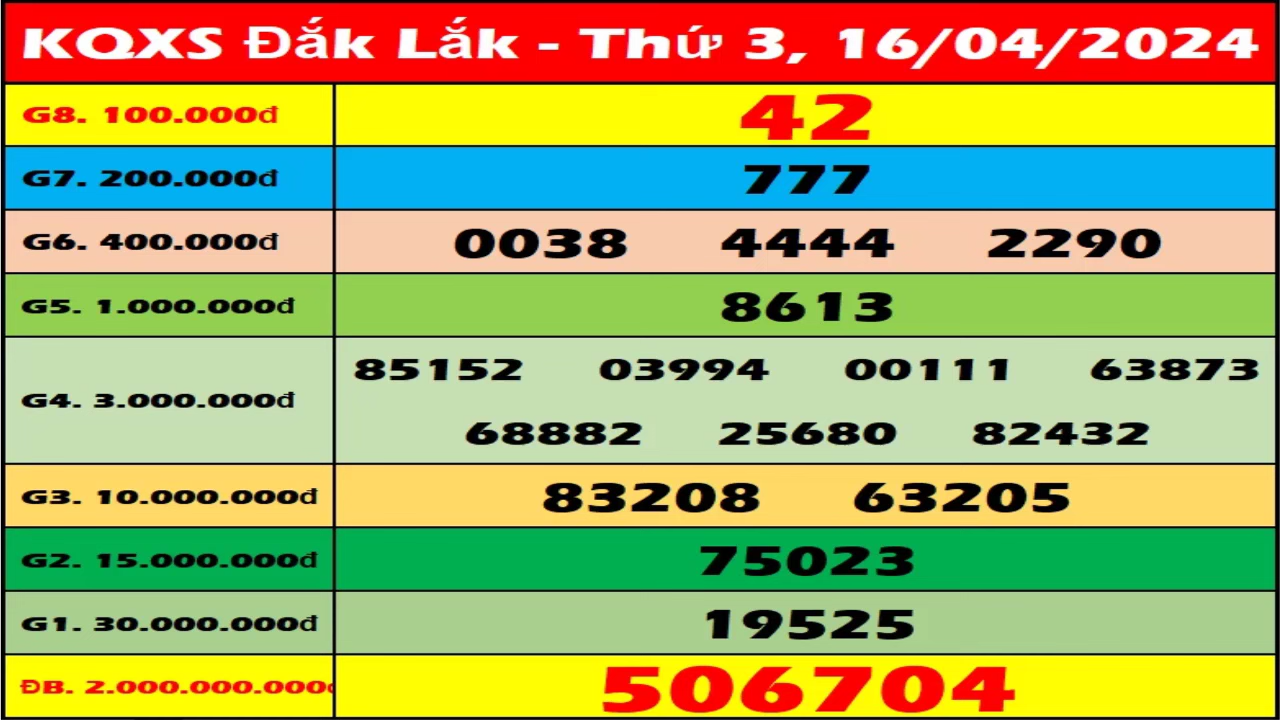 KQXS Đắk Lắk - Thứ 3, 16/04/2024
G8. 100.000đ 42
G7. 200.000đ 777
G6. 400.000đ 0038 4444 2290
G5. 1.000.000đ 8613
85152 03994 00111 63873
G4. 3.000.000đ
68882 25680 82432
G3. 10.000.000đ 83208 63205
G2. 15.000.000đ 75023
G1. 30.000.000đ 19525
ĐB. 2.000.000.000đ 506704